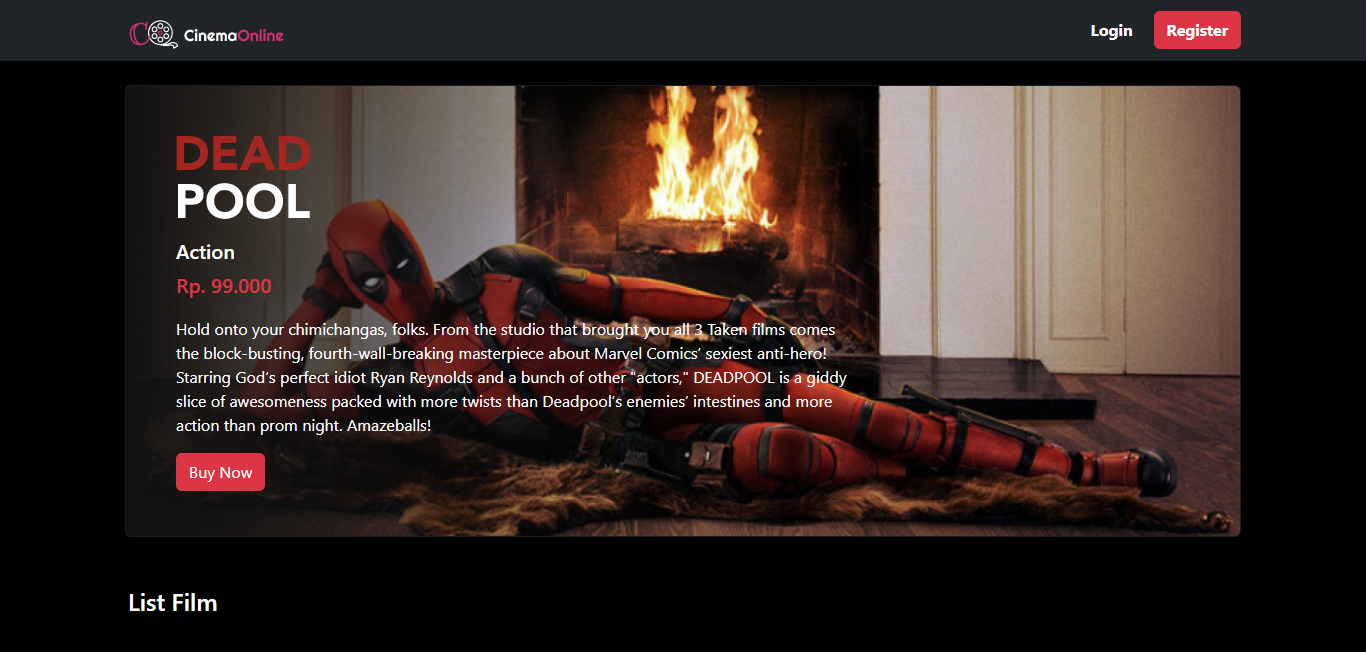 CinemaOnline
Login
Register
DEAD
POOL
Action
Rp. 99.000
Hold onto your chimichangas, folks. From the studio that brought you all 3 Taken films comes
the block-busting, fourth-wall-breaking masterpiece about Marvel Comics’ sexiest anti-hero!
Starring God’s perfect idiot Ryan Reynolds and a bunch of other "actors," DEADPOOL is a giddy
slice of awesomeness packed with more twists than Deadpool’s enemies’ intestines and more
action than prom night. Amazeballs!
Buy Now
List Film